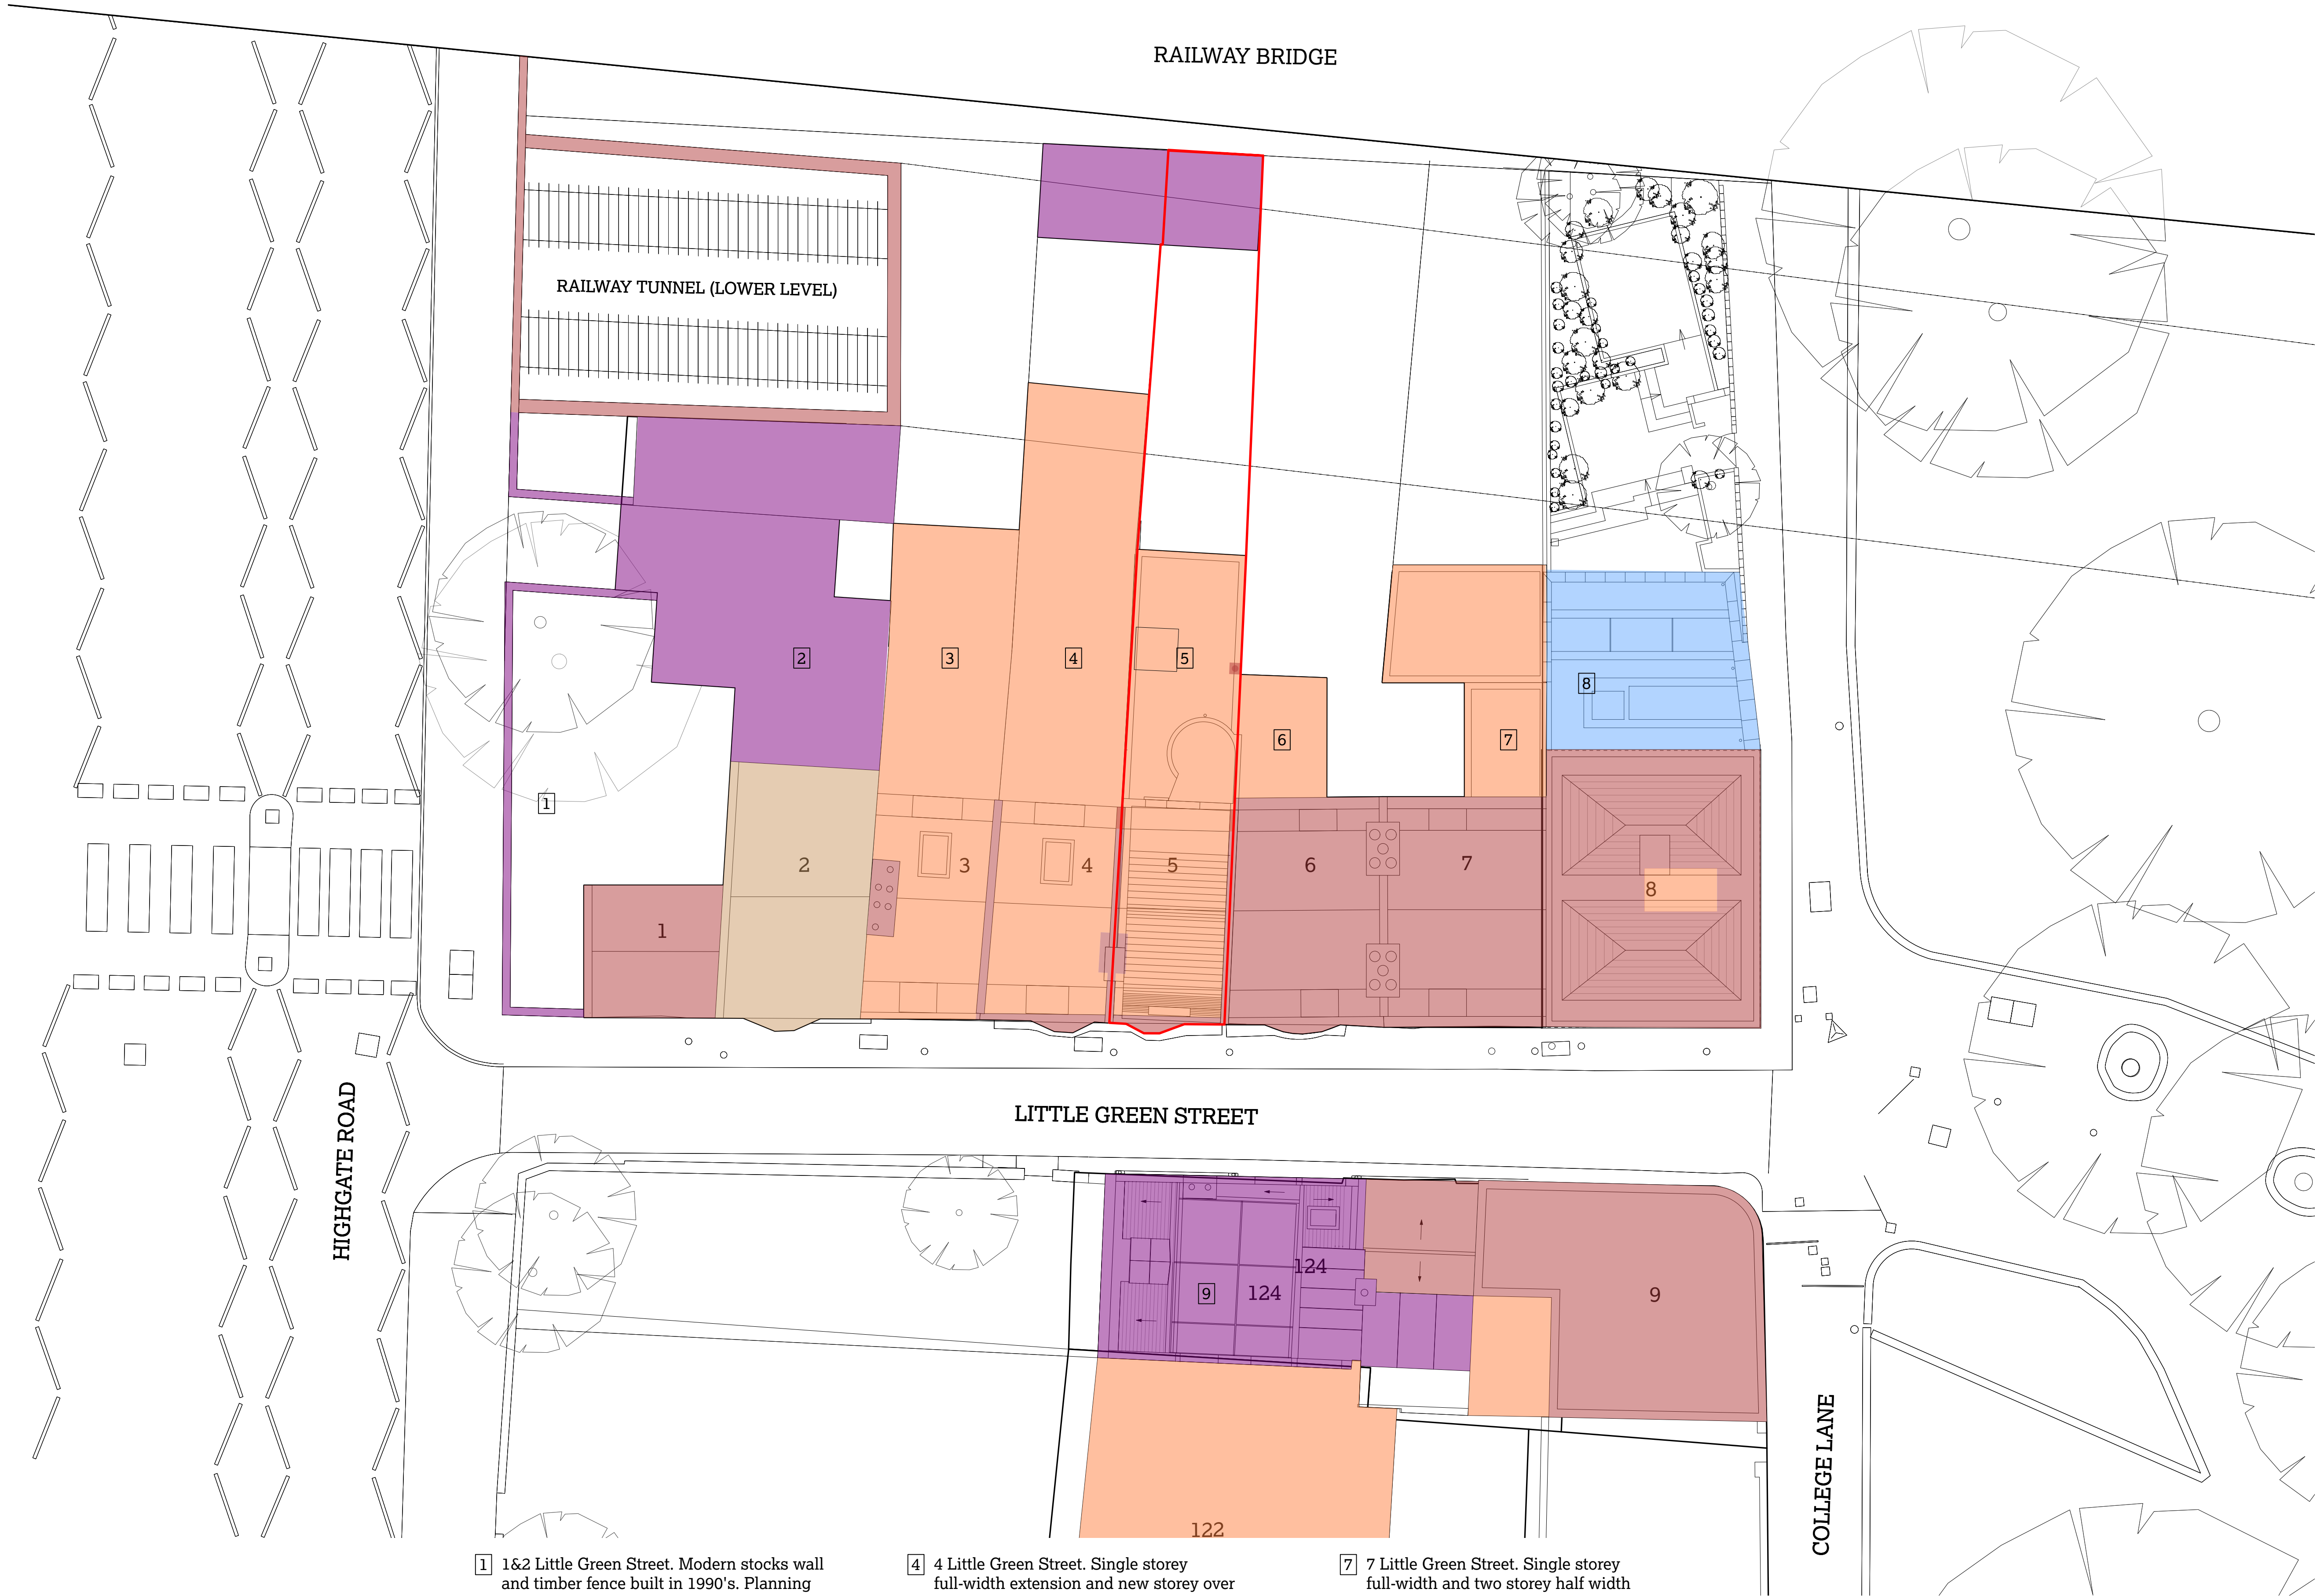 RAILWAY BRIDGE
RAILWAY TUNNEL (LOWER LEVEL)
2
3
4
5
8
6
7
1
2
3
4
5
6
7
8
1
LITTLE GREEN STREET
HIGHGATE ROAD
124
9
124
9
COLLEGE LANE
122
1 1&2 Little Green Street. Modern stocks wall
and timber fence built in 1990's. Planning
4 4 Little Green Street. Single storey
full-width extension and new storey over
7 7 Little Green Street. Single storey
full-width and two storey half width